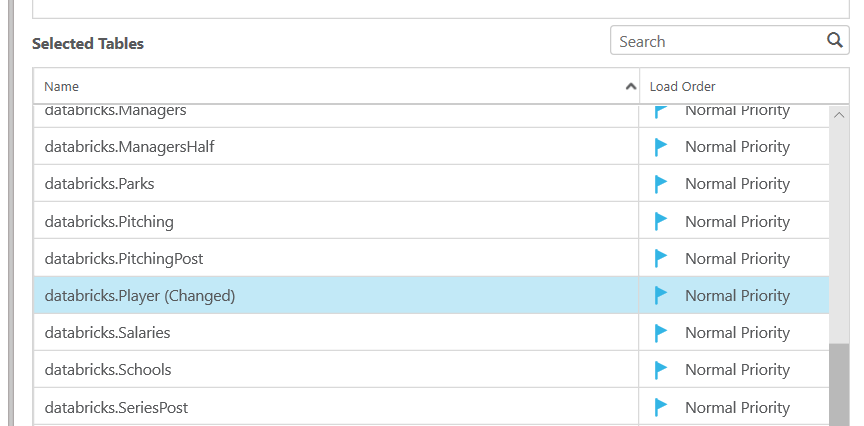 Selected Tables
Search
Name Load Order
databricks.Managers Normal Priority
databricks.ManagersHalf Normal Priority
databricks.Parks Normal Priority
databricks.Pitching Normal Priority
databricks.PitchingPost Normal Priority
databricks.Player (Changed) Normal Priority
databricks.Salaries Normal Priority
databricks.Schools Normal Priority
databricks.SeriesPost Normal Priority